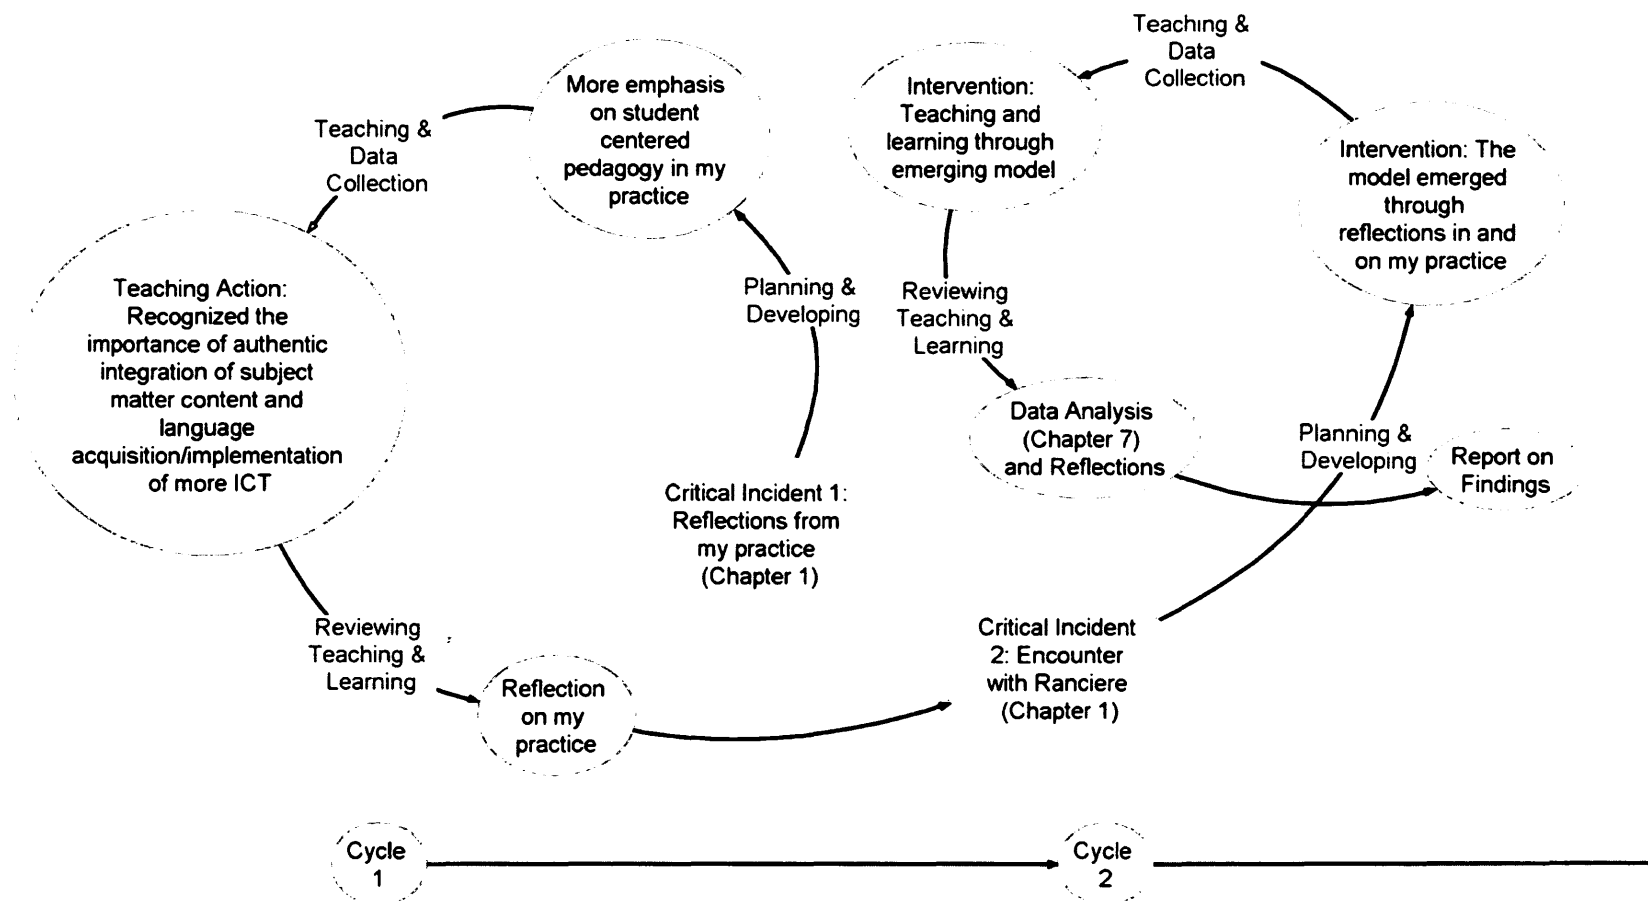 Teaching &
Data
Collection
More emphasis
on student
centered
pedagogy in my
practice
Teaching &
Data
Collection
Teaching Action:
Recognized the
importance of authentic
integration of subject
matter content and
language
acquisition/implementation
of more ICT
Planning &
Developing
Critical Incident 1:
Reflections from
my practice
(Chapter 1)
Reviewing
Teaching &
Learning
Reflection
on my
practice
Intervention:
Teaching and
learning through
emerging model
Intervention: The
model emerged
through
reflections in and
on my practice
Reviewing
Teaching &
Learning
Data Analysis
(Chapter 7)
and Reflections
Planning &
Developing
Report on
Findings
Critical Incident
2: Encounter
with Ranciere
(Chapter 1)
Cycle
1
Cycle
2